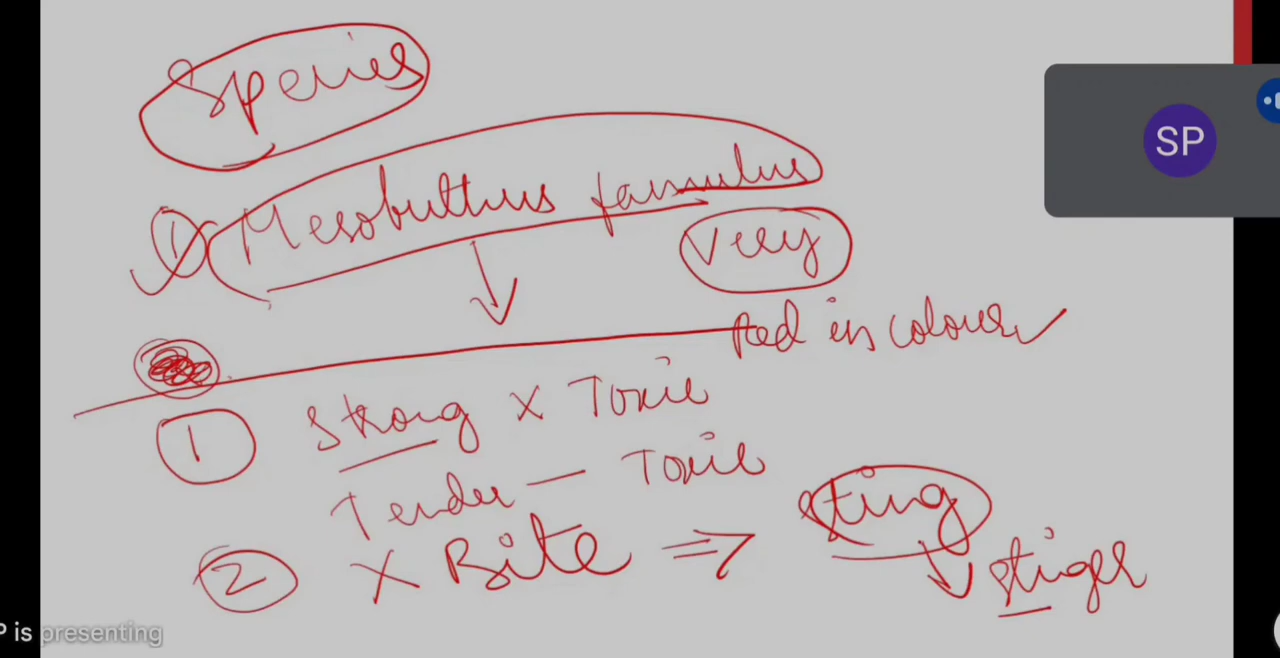 Species
① Mesobuthus tamulus
very
red in colour ✓
① Strong × Toxic
Tender — Toxic
② × Bite ⇒ sting
↓ stinger
SP
P is presenting